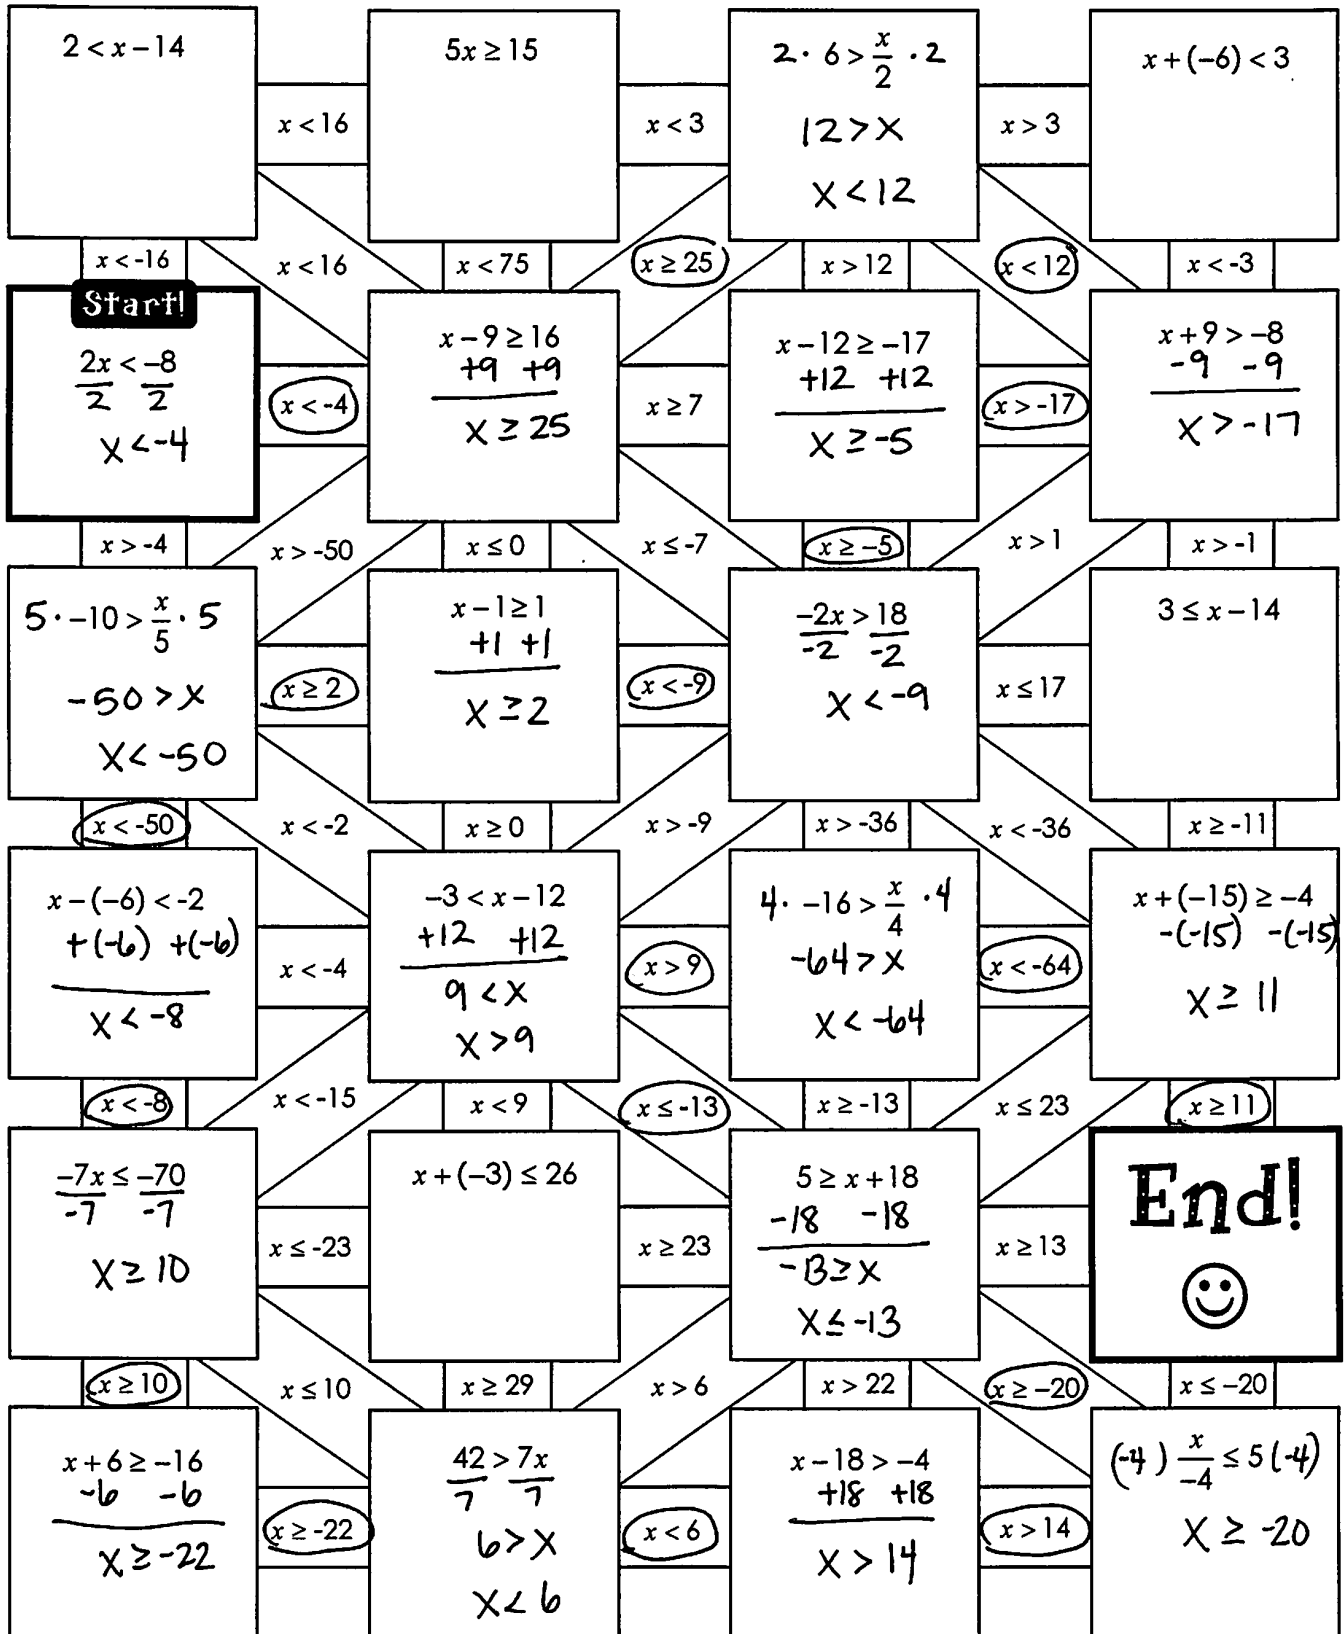 2 < x – 14
5x ≥ 15
2 · 6 > x/2 · 2
12 > x
x < 12
x + (–6) < 3
x < 16
x < 3
x > 3
x < -16
x < 16
x < 75
x ≥ 25
x > 12
x < 12
x < -3
Start!
2x < –8
2 2
x < -4
x < -4
x – 9 ≥ 16
+9 +9
x ≥ 25
x ≥ 7
x – 12 ≥ –17
+12 +12
x ≥ -5
x > -17
x + 9 > –8
-9 -9
x > -17
x > -4
x > -50
x ≤ 0
x ≤ -7
x ≥ –5
x > 1
x > -1
5 · –10 > x/5 · 5
-50 > x
x < -50
x ≥ 2
x – 1 ≥ 1
+1 +1
x ≥ 2
x < -9
–2x > 18
-2 -2
x < -9
x ≤ 17
3 ≤ x – 14
x < -50
x < -2
x ≥ 0
x > -9
x > -36
x < -36
x ≥ -11
x – (–6) < -2
+(-6) +(-6)
x < -8
x < -4
–3 < x – 12
+12 +12
9 < x
x > 9
x > 9
4 · –16 > x/4 · 4
-64 > x
x < -64
x < -64
x + (–15) ≥ –4
-(-15) -(-15)
x ≥ 11
x < -8
x < -15
x < 9
x ≤ -13
x ≥ -13
x ≤ 23
x ≥ 11
–7x ≤ –70
-7 -7
x ≥ 10
x ≤ -23
x + (–3) ≤ 26
x ≥ 23
5 ≥ x + 18
-18 -18
-13 ≥ x
x ≤ -13
x ≥ 13
End!
x ≥ 10
x ≤ 10
x ≥ 29
x > 6
x > 22
x ≥ –20
x ≤ -20
x + 6 ≥ –16
-6 -6
x ≥ -22
x ≥ -22
42 > 7x
7 7
6 > x
x < 6
x < 6
x – 18 > –4
+18 +18
x > 14
x > 14
(-4) x/–4 ≤ 5 (-4)
x ≥ -20